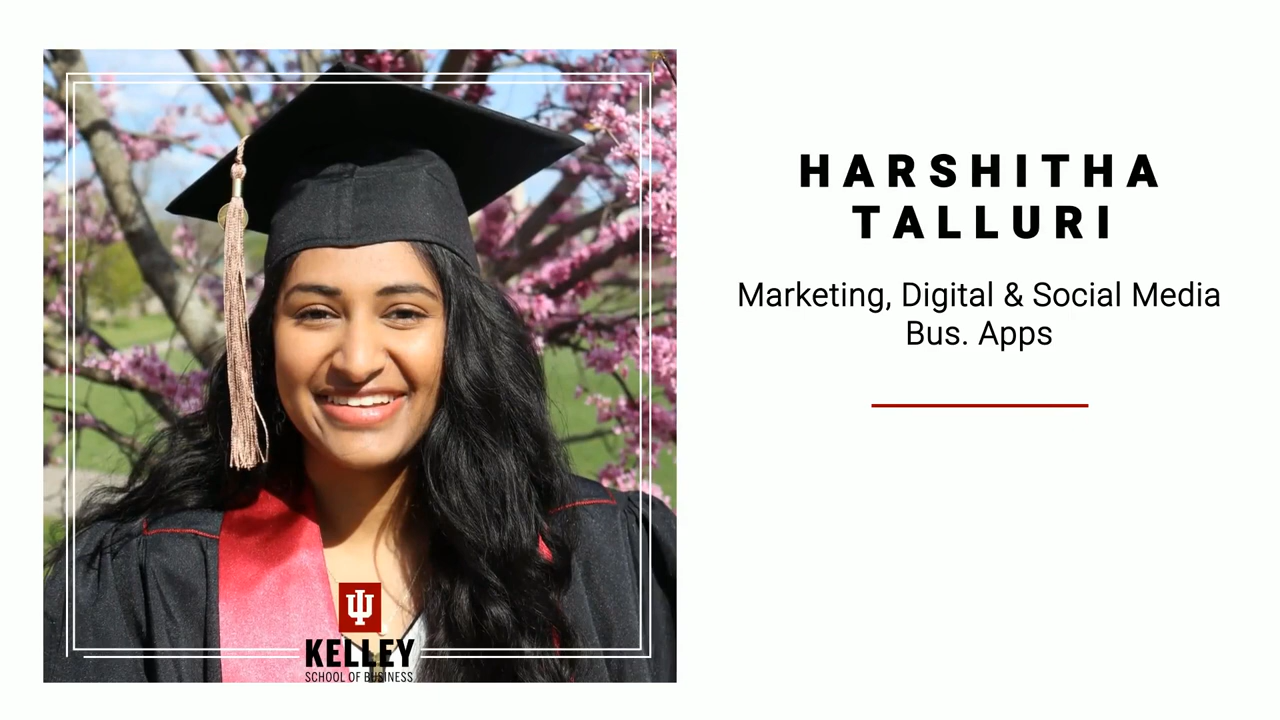 HARSHITHA
TALLURI
Marketing, Digital & Social Media
Bus. Apps
KELLEY
SCHOOL OF BUSINESS